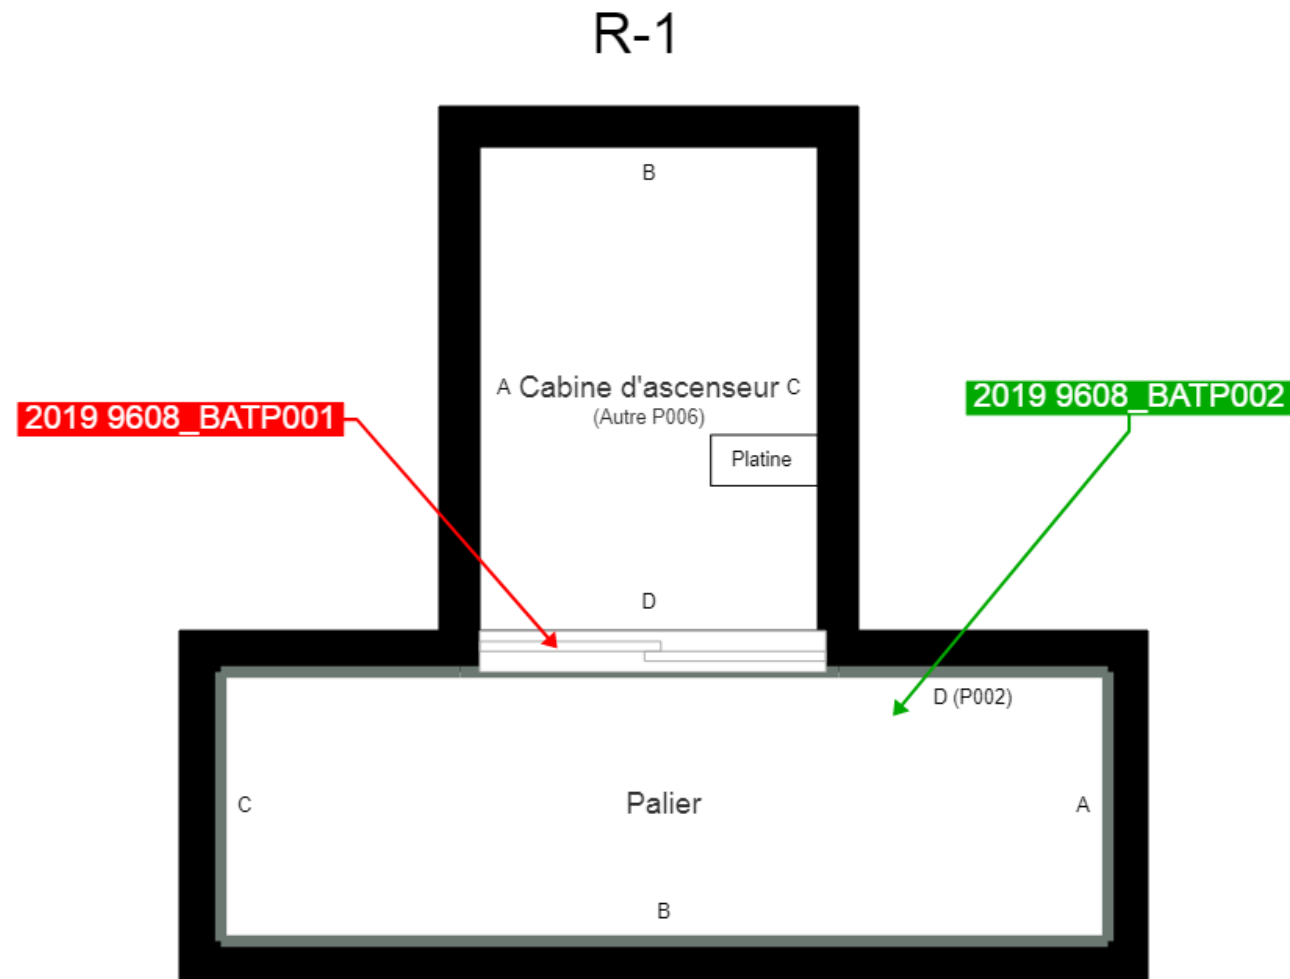 R-1
B
A Cabine d'ascenseur C
(Autre P006)
2019 9608_BATP001
2019 9608_BATP002
Platine
D
D (P002)
C
Palier
A
B